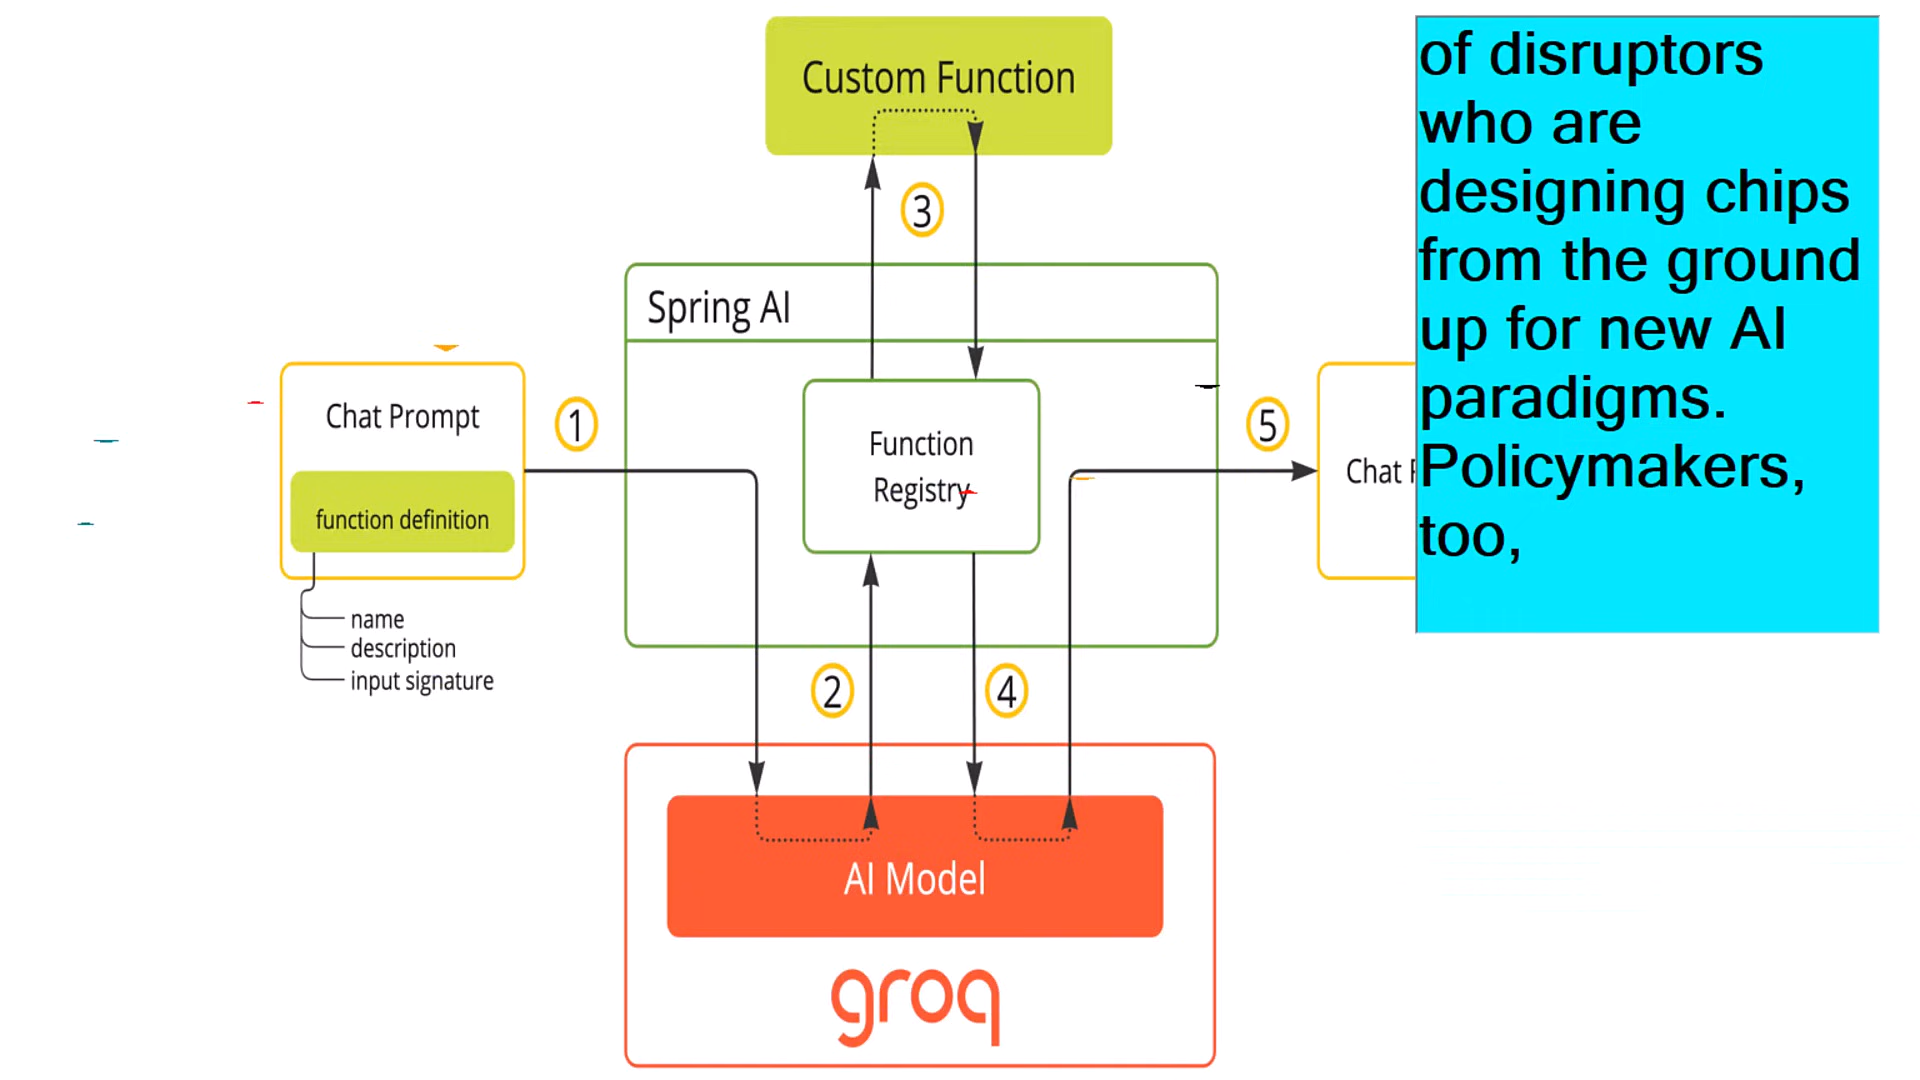 Custom Function
3
Spring AI
Chat Prompt
1
Function
Registry
5
Chat
function definition
name
description
input signature
2
4
AI Model
groq
of disruptors
who are
designing chips
from the ground
up for new AI
paradigms.
Policymakers,
too,